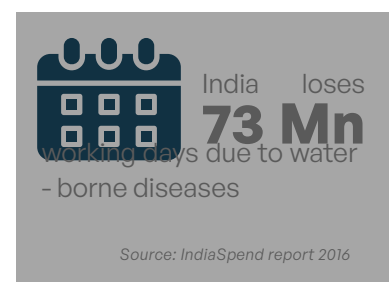 India loses
73 Mn
working days due to water
- borne diseases
Source: IndiaSpend report 2016